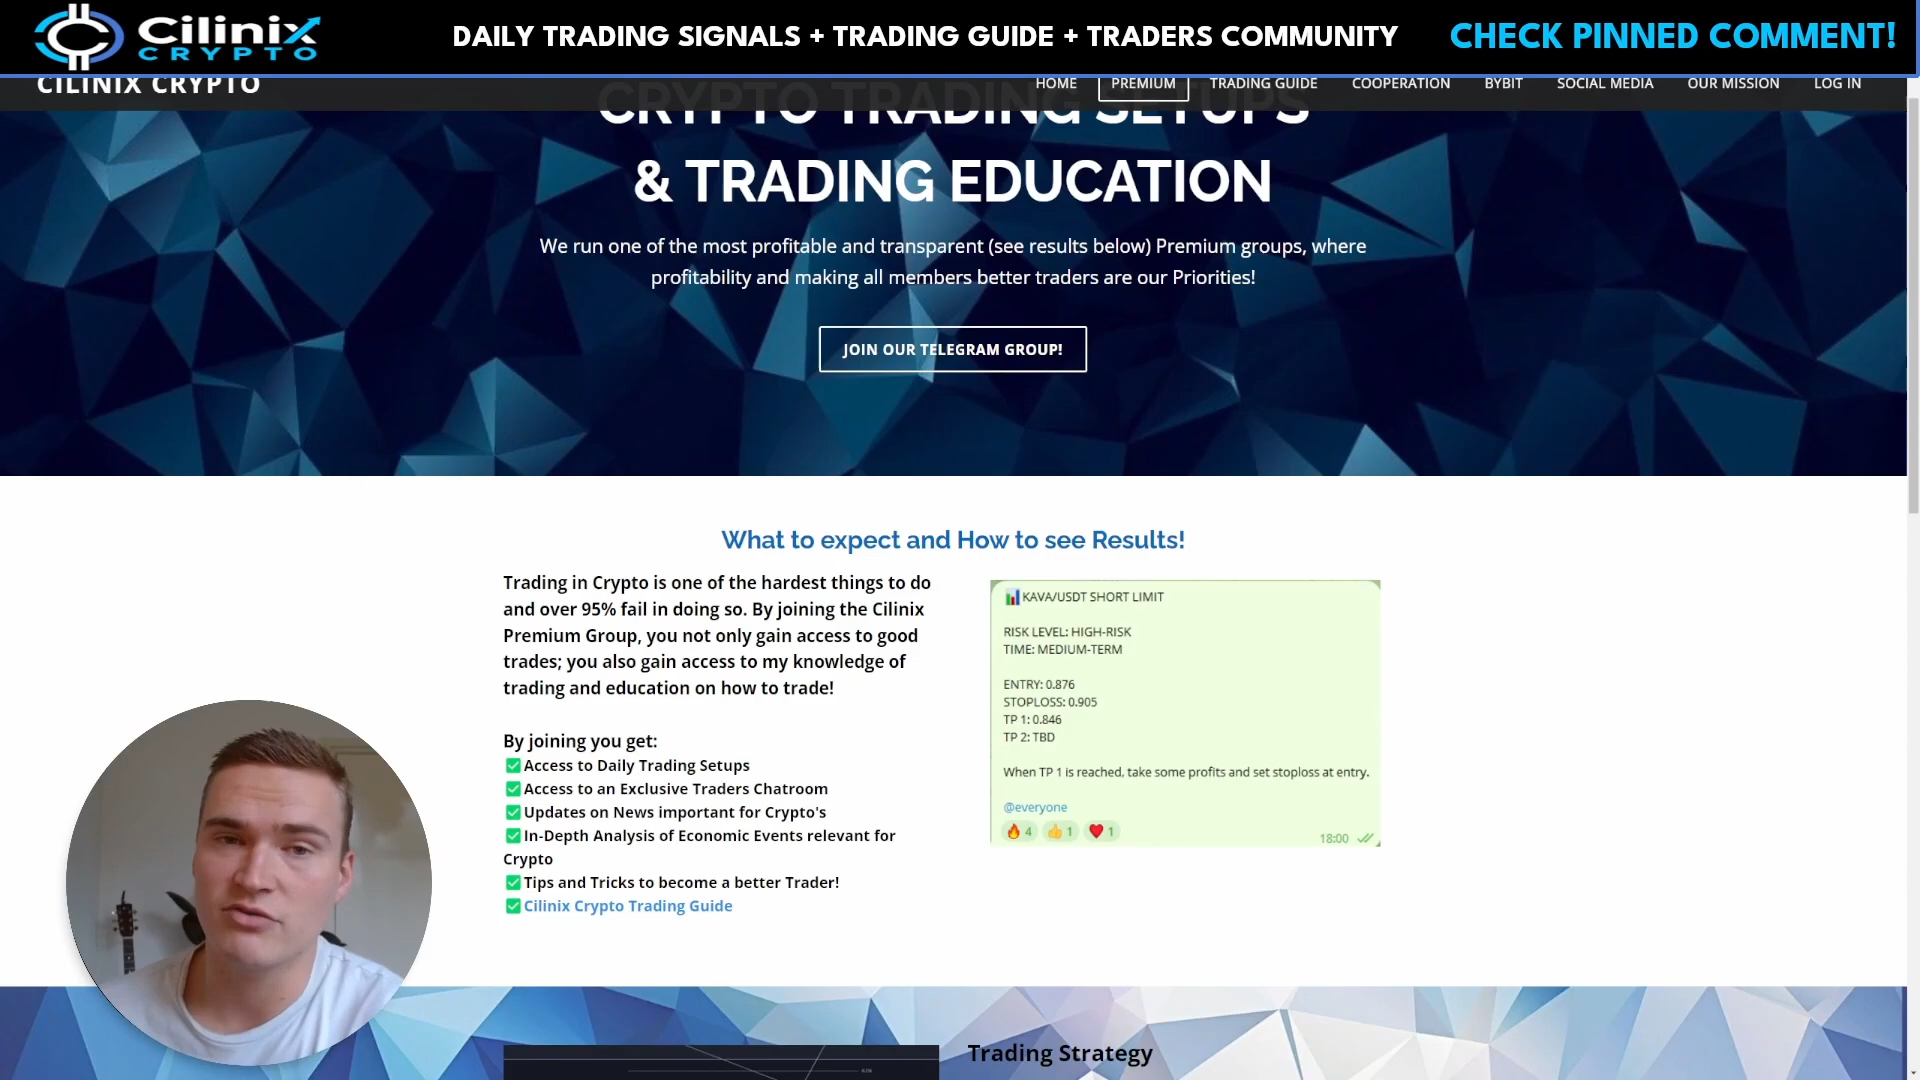 Cilinix
CRYPTO
DAILY TRADING SIGNALS + TRADING GUIDE + TRADERS COMMUNITY
CHECK PINNED COMMENT!
CILINIX CRYPTO
HOME
PREMIUM
TRADING GUIDE
COOPERATION
BYBIT
SOCIAL MEDIA
OUR MISSION
LOG IN
CRYPTO TRADING SETUPS
& TRADING EDUCATION
We run one of the most profitable and transparent (see results below) Premium groups, where
profitability and making all members better traders are our Priorities!
JOIN OUR TELEGRAM GROUP!
What to expect and How to see Results!
Trading in Crypto is one of the hardest things to do
and over 95% fail in doing so. By joining the Cilinix
Premium Group, you not only gain access to good
trades; you also gain access to my knowledge of
trading and education on how to trade!
By joining you get:
✅Access to Daily Trading Setups
✅Access to an Exclusive Traders Chatroom
✅Updates on News important for Crypto's
✅In-Depth Analysis of Economic Events relevant for
Crypto
✅Tips and Tricks to become a better Trader!
✅Cilinix Crypto Trading Guide
📊KAVA/USDT SHORT LIMIT
RISK LEVEL: HIGH-RISK
TIME: MEDIUM-TERM
ENTRY: 0.876
STOPLOSS: 0.905
TP 1: 0.846
TP 2: TBD
When TP 1 is reached, take some profits and set stoploss at entry.
@everyone
🔥 4 👍 1 ❤️ 1
18:00
Trading Strategy